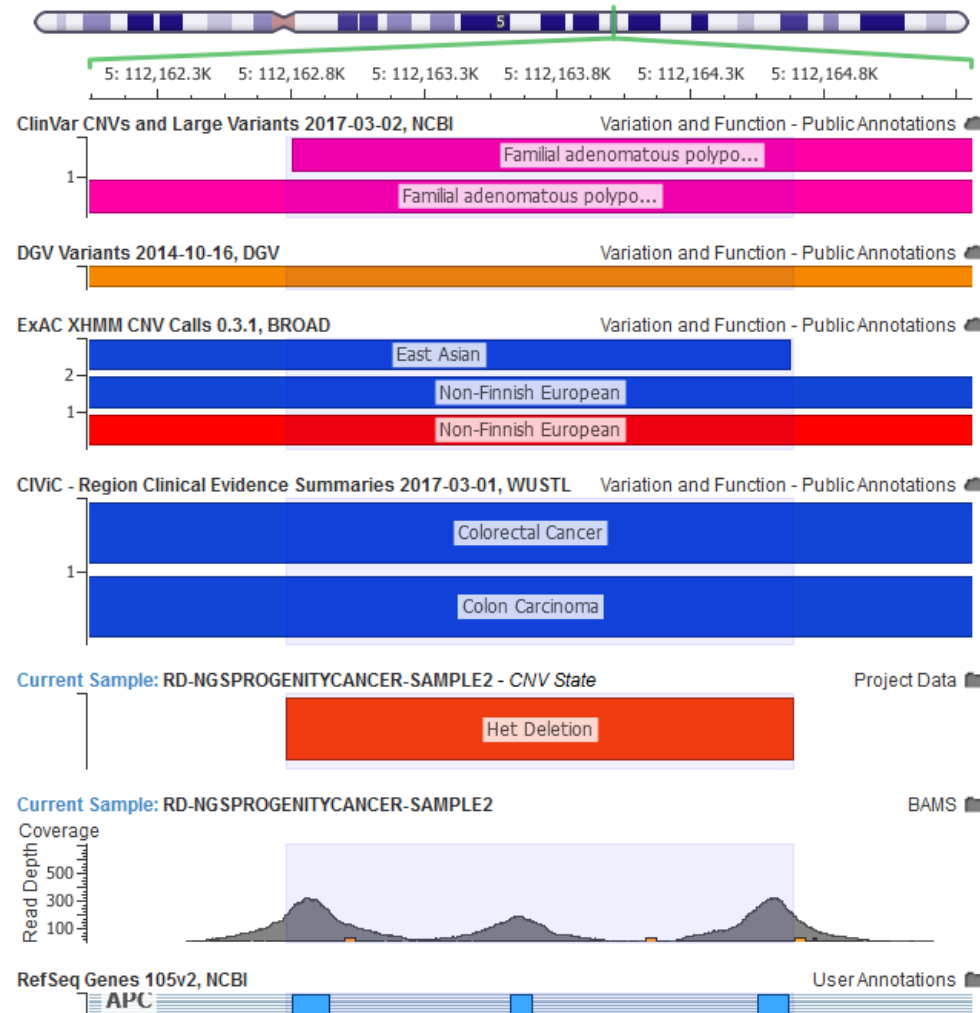 5
5: 112,162.3K 5: 112,162.8K 5: 112,163.3K 5: 112,163.8K 5: 112,164.3K 5: 112,164.8K
ClinVar CNVs and Large Variants 2017-03-02, NCBI Variation and Function - Public Annotations
Familial adenomatous polypo...
1
Familial adenomatous polypo...
DGV Variants 2014-10-16, DGV Variation and Function - Public Annotations
ExAC XHMM CNV Calls 0.3.1, BROAD Variation and Function - Public Annotations
East Asian
2
Non-Finnish European
1
Non-Finnish European
CIViC - Region Clinical Evidence Summaries 2017-03-01, WUSTL Variation and Function - Public Annotations
Colorectal Cancer
1
Colon Carcinoma
Current Sample: RD-NGSPROGENITYCANCER-SAMPLE2 - CNV State Project Data
Het Deletion
Current Sample: RD-NGSPROGENITYCANCER-SAMPLE2 BAMS
Coverage
Read Depth
500
300
100
RefSeq Genes 105v2, NCBI User Annotations
APC